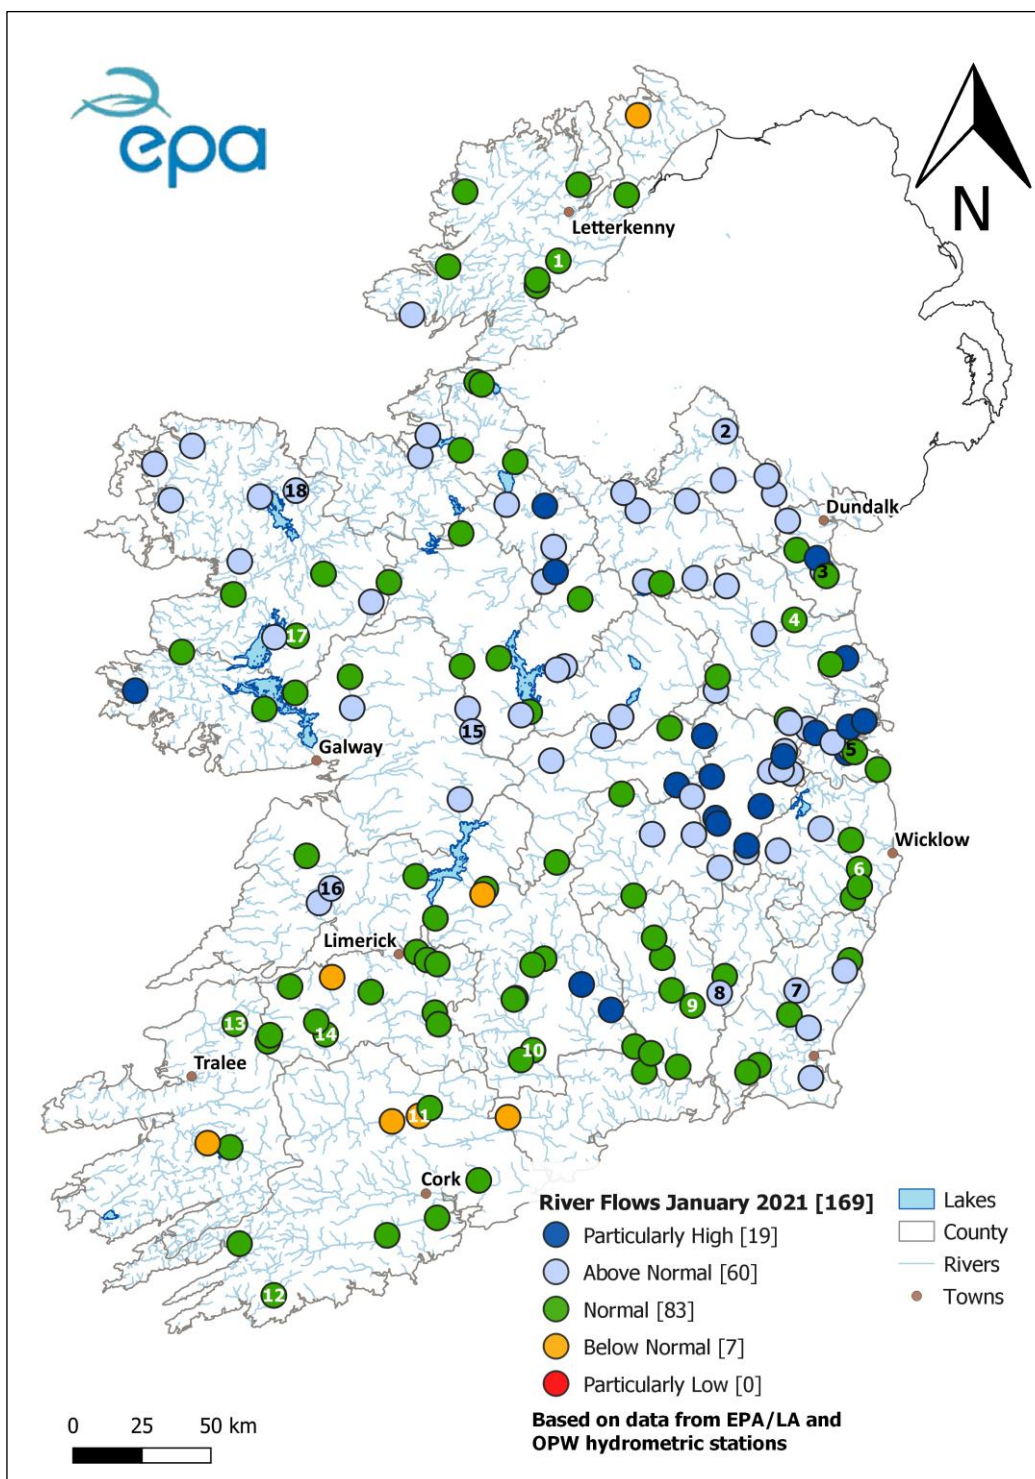 epa
N
Letterkenny
1
2
18
Dundalk
3
4
17
15
5
Galway
Wicklow
6
16
Limerick
7
8
9
13
14
10
Tralee
11
Cork
12
River Flows January 2021 [169]
Particularly High [19]
Above Normal [60]
Normal [83]
Below Normal [7]
Particularly Low [0]
Based on data from EPA/LA and
OPW hydrometric stations
Lakes
County
Rivers
Towns
0 25 50 km